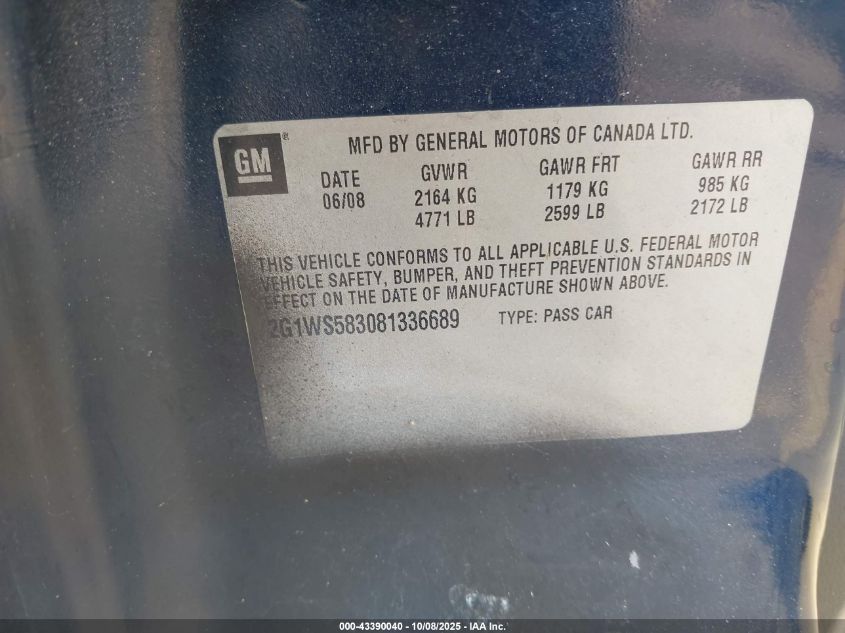 GM®
MFD BY GENERAL MOTORS OF CANADA LTD.
DATE GVWR GAWR FRT GAWR RR
06/08 2164 KG 1179 KG 985 KG
4771 LB 2599 LB 2172 LB
THIS VEHICLE CONFORMS TO ALL APPLICABLE U.S. FEDERAL MOTOR
VEHICLE SAFETY, BUMPER, AND THEFT PREVENTION STANDARDS IN
EFFECT ON THE DATE OF MANUFACTURE SHOWN ABOVE.
2G1WS583081336689 TYPE: PASS CAR
000-43390040 - 10/08/2025 - IAA Inc.